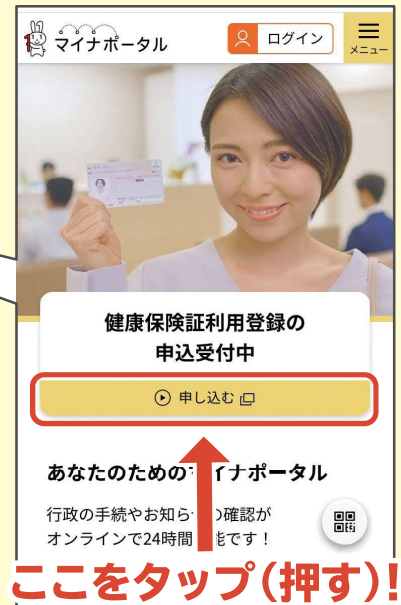 マイナポータル
ログイン
メニュー
健康保険証利用登録の
申込受付中
申し込む
あなたのための イナポータル
行政の手続やお知ら の確認が
オンラインで24時間 能です!
ここをタップ(押す)!